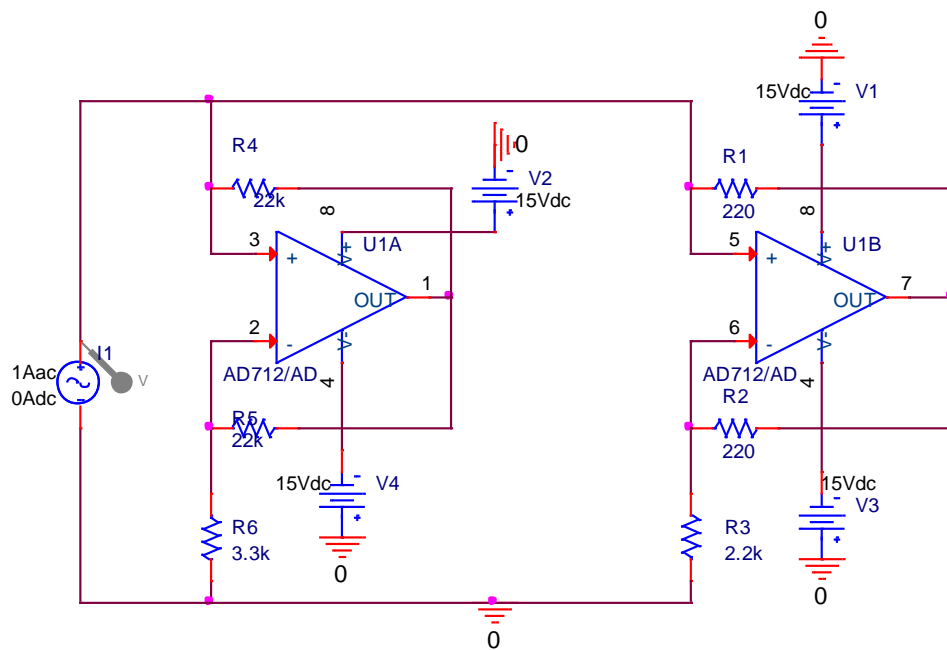 0
15Vdc
V1
R4
22k
0
V2
15Vdc
R1
220
8
V+
U1A
3
+
1
OUT
2
-
V-
AD712/AD
4
8
V+
U1B
5
+
7
OUT
6
-
V-
AD712/AD
4
I1
V
1Aac
0Adc
+
-
R5
22k
R2
220
15Vdc
V4
-
+
0
15Vdc
V3
-
+
0
R6
3.3k
R3
2.2k
0
-
+
-
+